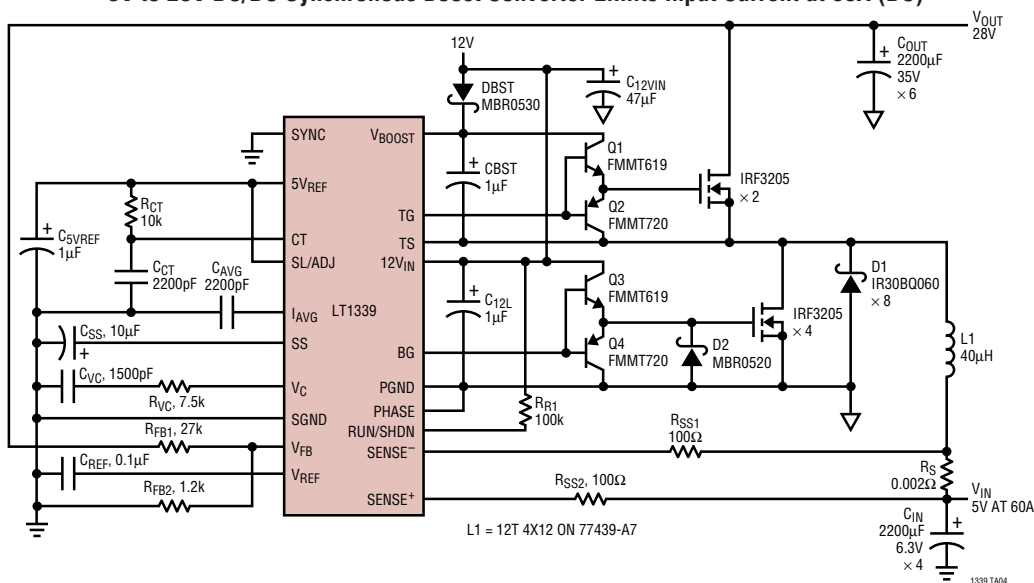 5V to 28V DC/DC Synchronous Boost Converter Limits Input Current at 60A (DC)
VOUT
28V
COUT
2200µF
35V
× 6
12V
DBST
MBR0530
C12VIN
47µF
SYNC
VBOOST
Q1
FMMT619
CBST
1µF
IRF3205
× 2
5VREF
RCT
10k
C5VREF
1µF
TG
Q2
FMMT720
CT
TS
SL/ADJ
12VIN
CCT
2200pF
CAVG
2200pF
Q3
FMMT619
D1
IR30BQ060
× 8
C12L
1µF
IAVG
LT1339
IRF3205
× 4
CSS, 10µF
SS
BG
Q4
FMMT720
D2
MBR0520
L1
40µH
CVC, 1500pF
VC
RVC, 7.5k
PGND
PHASE
RR1
100k
SGND
RUN/SHDN
RFB1, 27k
VFB
SENSE−
RSS1
100Ω
CREF, 0.1µF
VREF
RS
0.002Ω
RFB2, 1.2k
SENSE+
RSS2, 100Ω
VIN
5V AT 60A
L1 = 12T 4X12 ON 77439-A7
CIN
2200µF
6.3V
× 4
1339 TA04